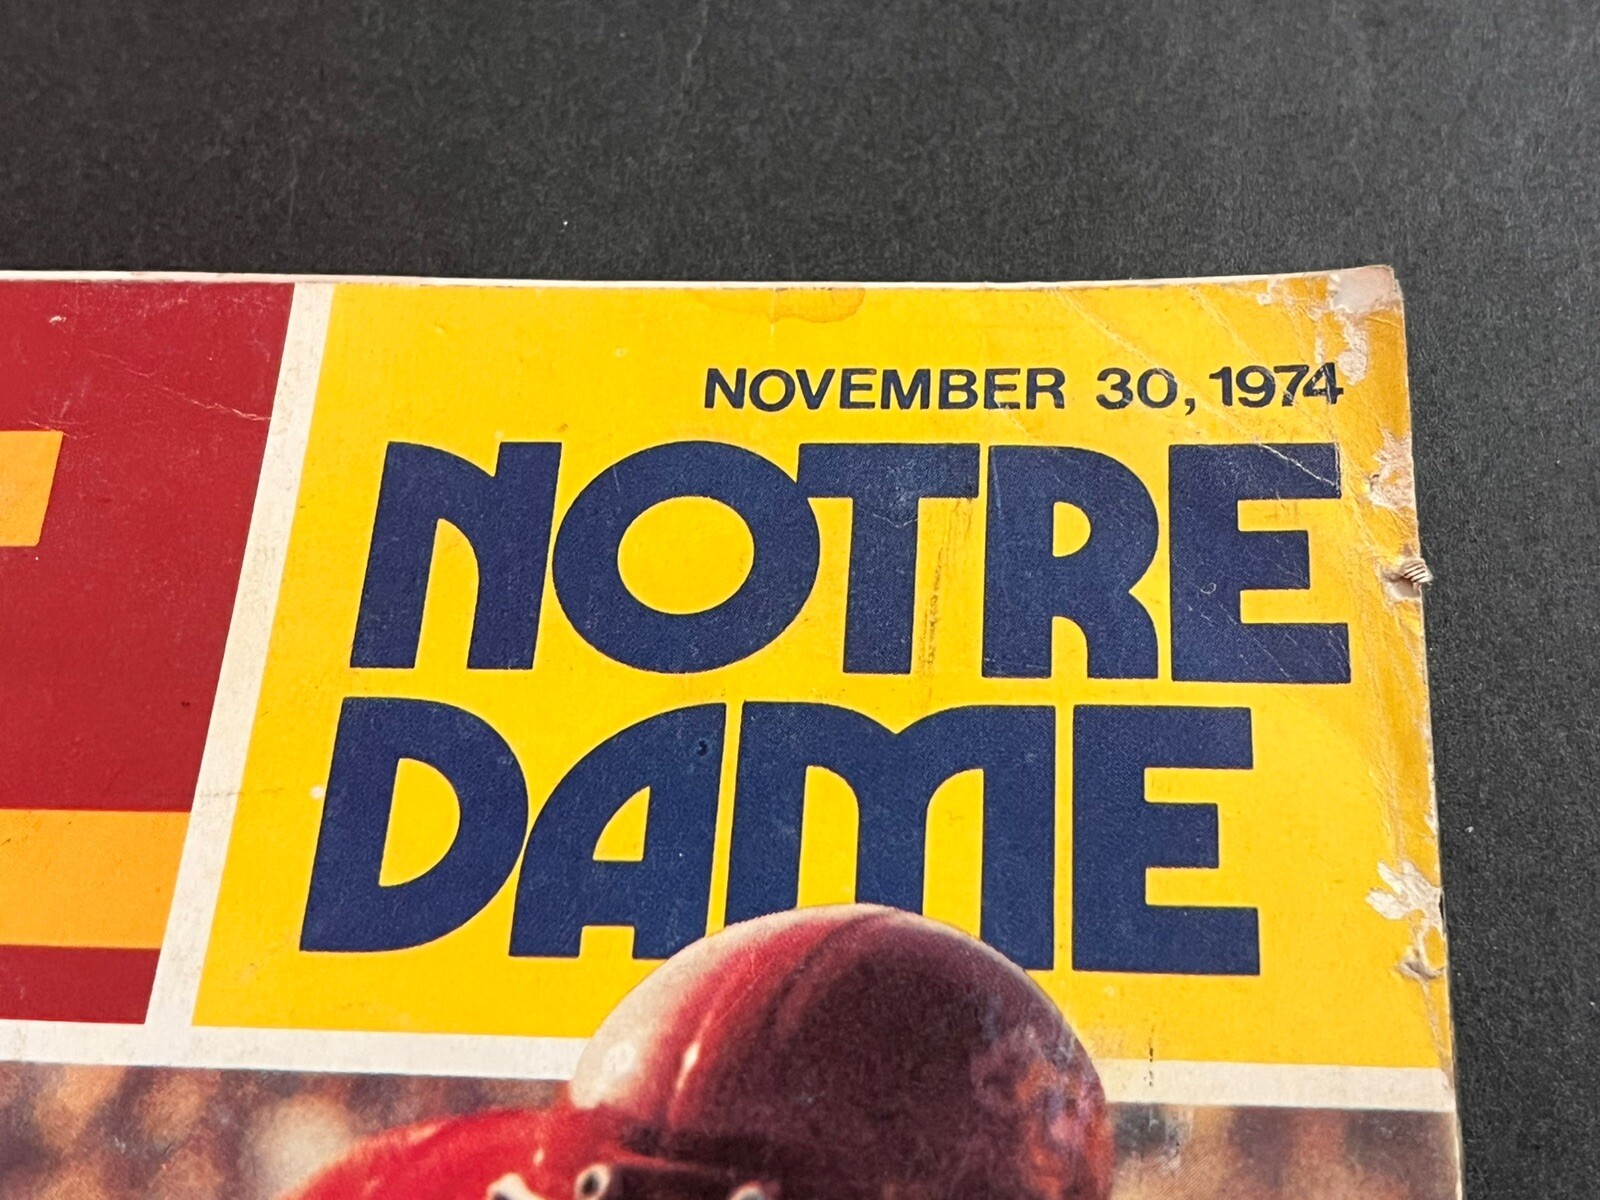 NOVEMBER 30, 1974
NOTRE
DAME